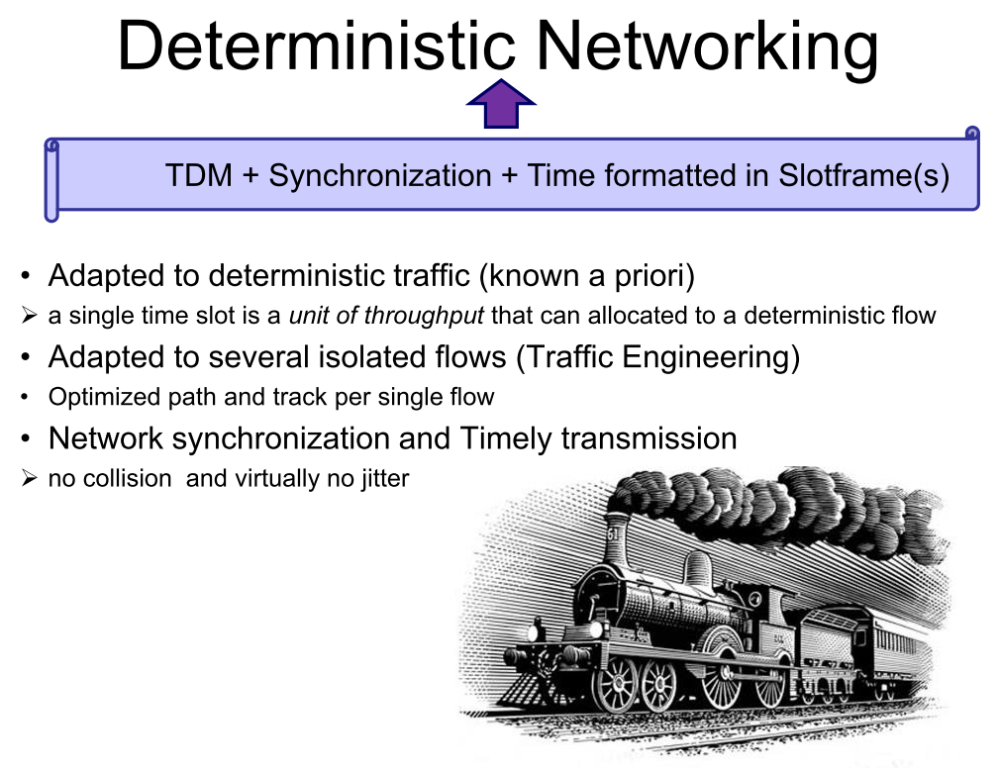 Deterministic Networking
TDM + Synchronization + Time formatted in Slotframe(s)
• Adapted to deterministic traffic (known a priori)
➢ a single time slot is a unit of throughput that can allocated to a deterministic flow
• Adapted to several isolated flows (Traffic Engineering)
• Optimized path and track per single flow
• Network synchronization and Timely transmission
➢ no collision  and virtually no jitter
61